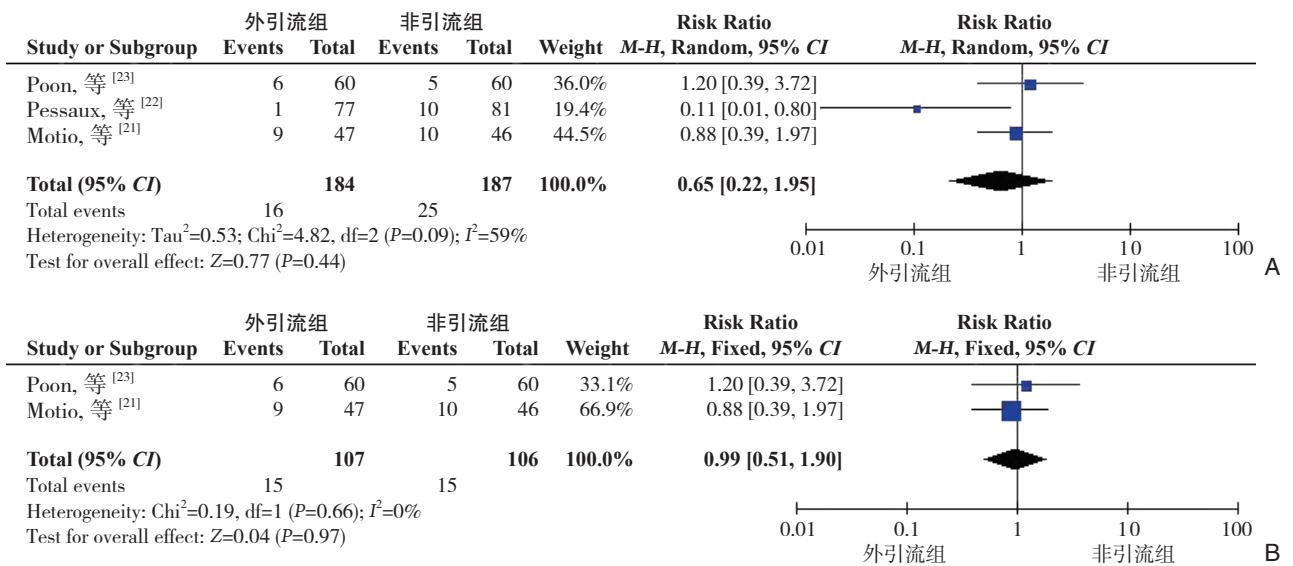 外引流组 非引流组 Risk Ratio Risk Ratio
Study or Subgroup Events Total Events Total Weight M-H, Random, 95% CI M-H, Random, 95% CI
Poon, 等 [23] 6 60 5 60 36.0% 1.20 [0.39, 3.72]
Pessaux, 等 [22] 1 77 10 81 19.4% 0.11 [0.01, 0.80]
Motio, 等 [21] 9 47 10 46 44.5% 0.88 [0.39, 1.97]
Total (95% CI) 184 187 100.0% 0.65 [0.22, 1.95]
Total events 16 25
Heterogeneity: Tau²=0.53; Chi²=4.82, df=2 (P=0.09); I²=59%
Test for overall effect: Z=0.77 (P=0.44)
0.01 0.1 1 10 100
外引流组 非引流组 A
外引流组 非引流组 Risk Ratio Risk Ratio
Study or Subgroup Events Total Events Total Weight M-H, Fixed, 95% CI M-H, Fixed, 95% CI
Poon, 等 [23] 6 60 5 60 33.1% 1.20 [0.39, 3.72]
Motio, 等 [21] 9 47 10 46 66.9% 0.88 [0.39, 1.97]
Total (95% CI) 107 106 100.0% 0.99 [0.51, 1.90]
Total events 15 15
Heterogeneity: Chi²=0.19, df=1 (P=0.66); I²=0%
Test for overall effect: Z=0.04 (P=0.97)
0.01 0.1 1 10 100
外引流组 非引流组 B